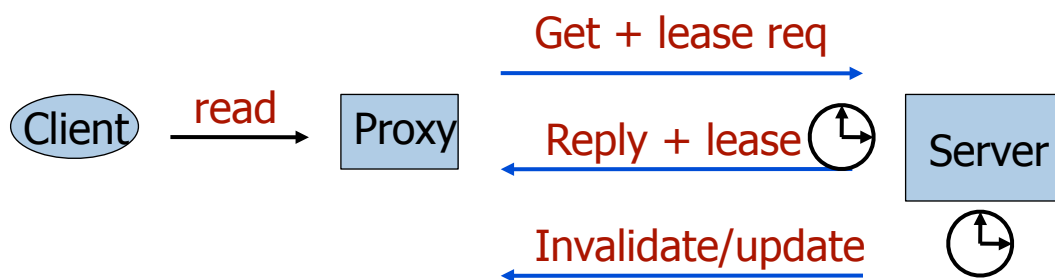 Get + lease req
Client
read
Proxy
Reply + lease
Server
Invalidate/update